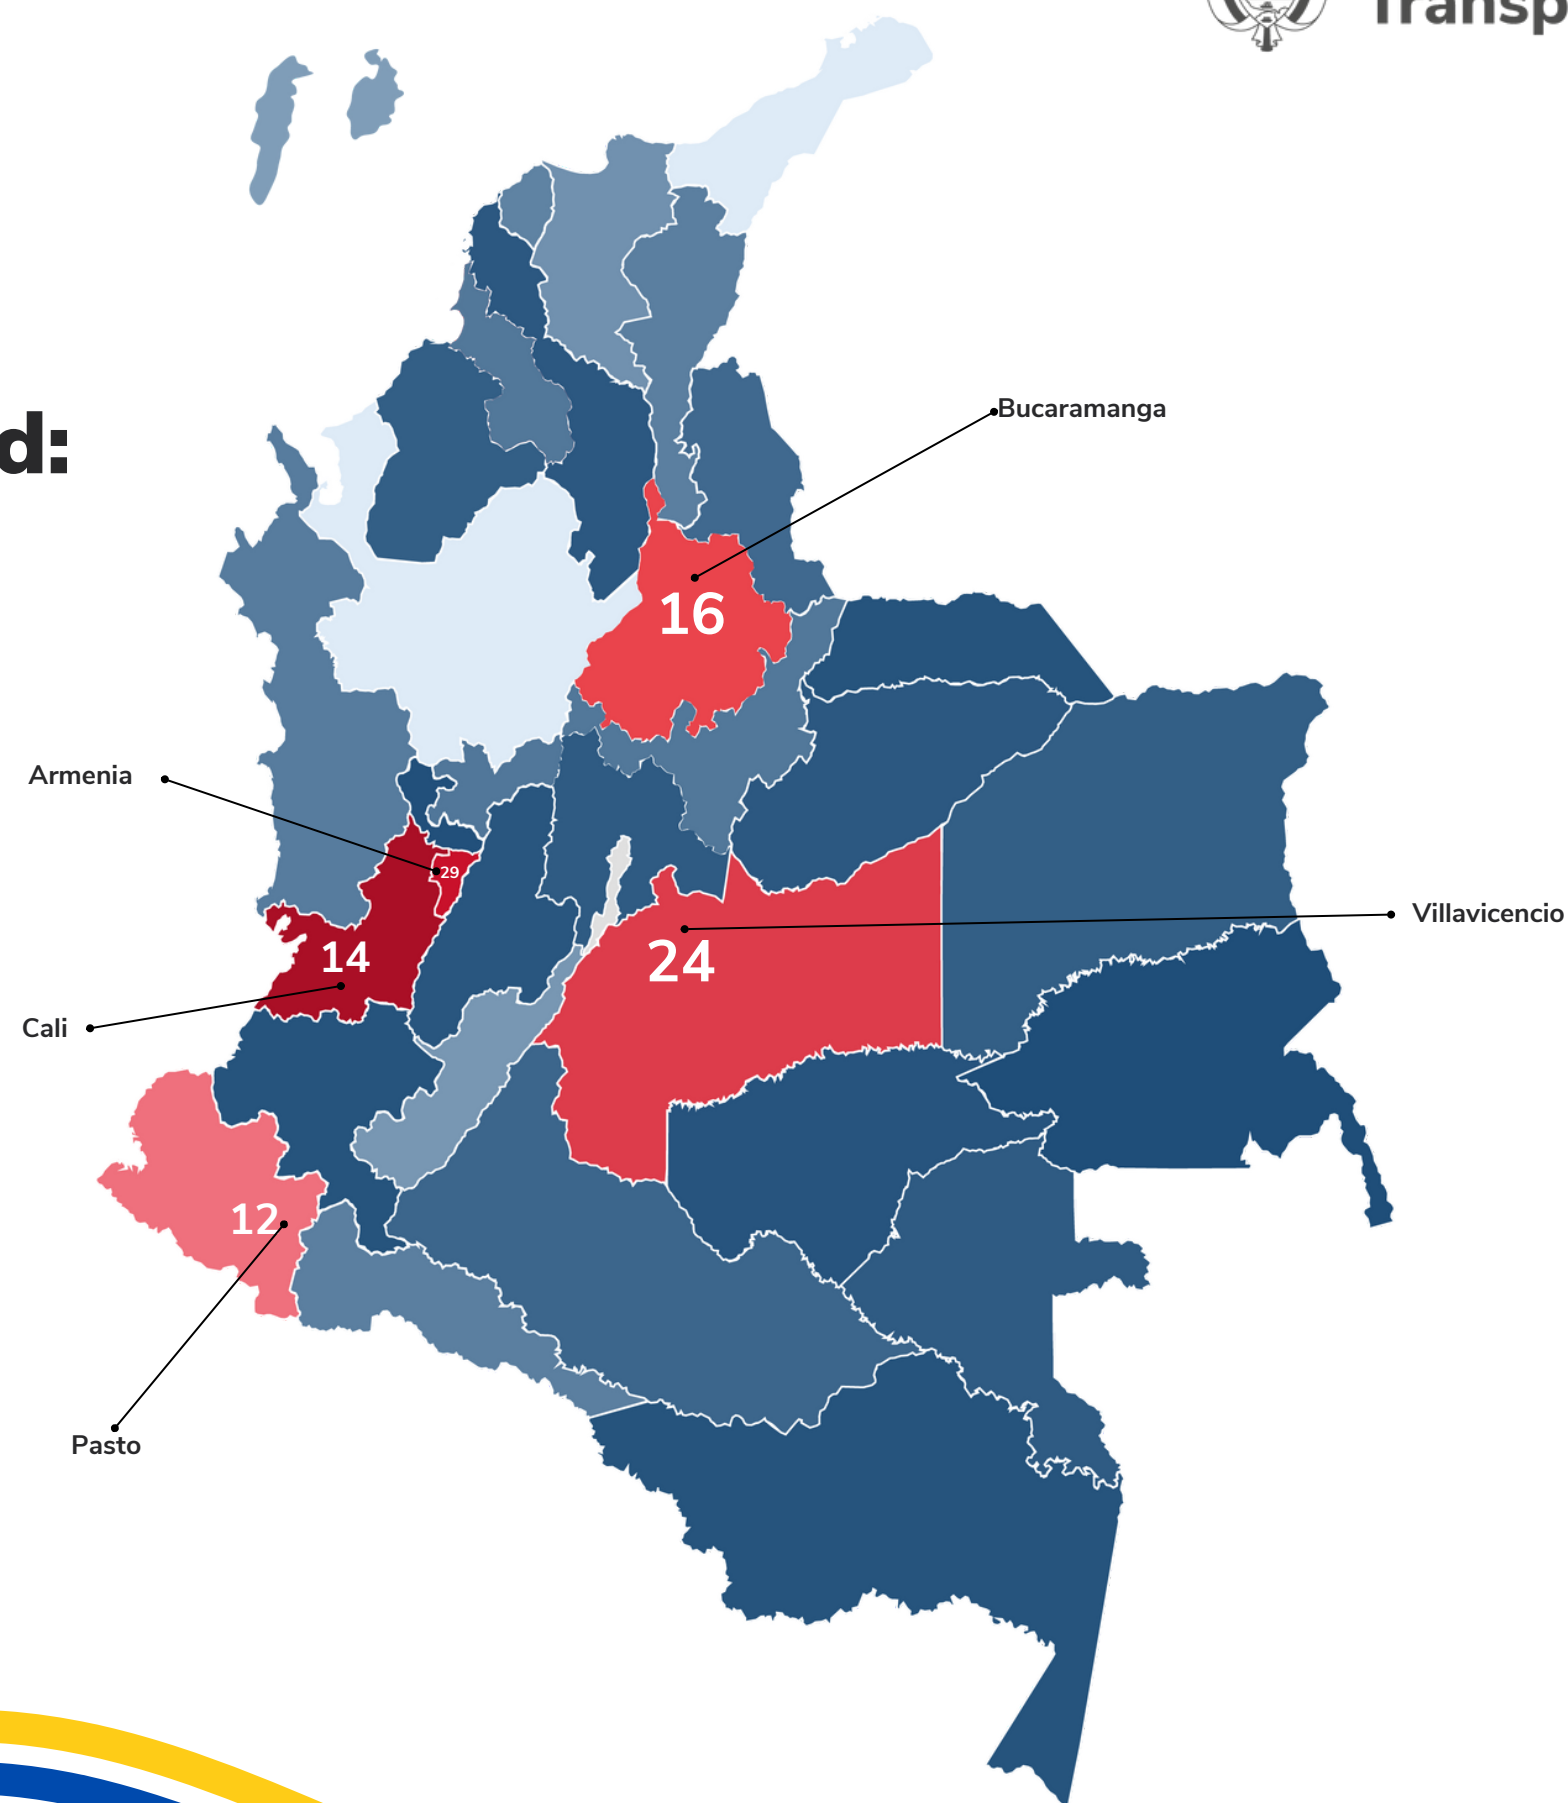 Transp
d:
Bucaramanga
16
Armenia
29
Villavicencio
24
14
Cali
12
Pasto